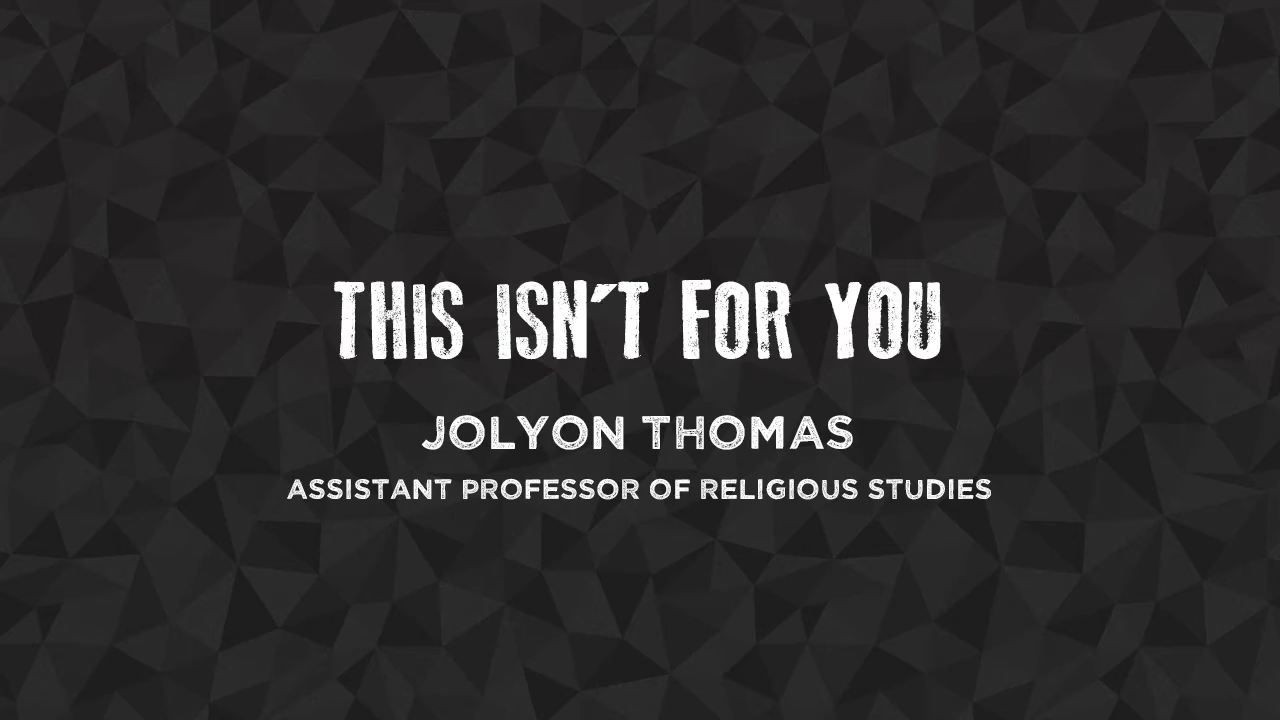 THIS ISN'T FOR YOU
JOLYON THOMAS
ASSISTANT PROFESSOR OF RELIGIOUS STUDIES